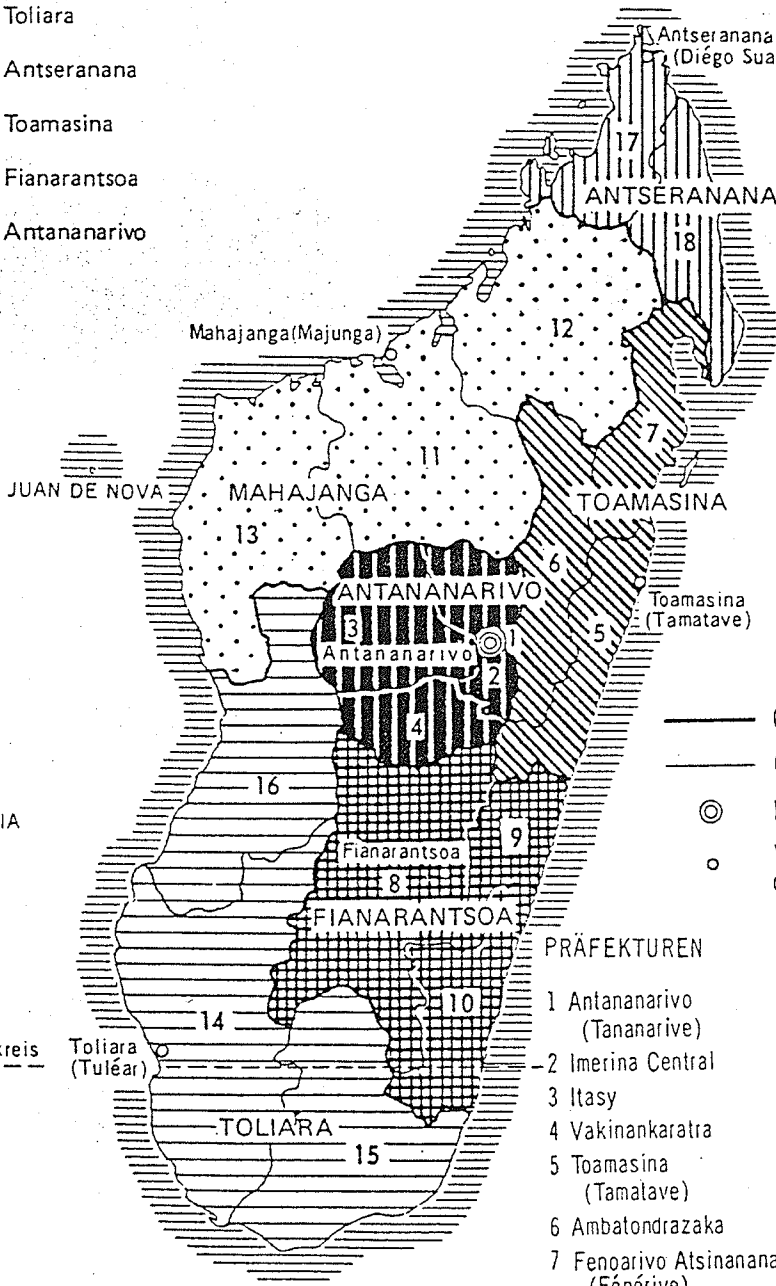 Toliara
Antseranana
Toamasina
Fianarantsoa
Antananarivo
Antseranana
(Diégo Sua
17
ANTSERANANA
18
12
Mahajanga(Majunga)
7
11
JUAN DE NOVA
MAHAJANGA
TOAMASINA
13
6
ANTANANARIVO
Toamasina
(Tamatave)
3
1
5
Antananarivo
2
4
16
9
Fianarantsoa
8
FIANARANTSOA
PRÄFEKTUREN
10
14
kreis
Toliara
(Tuléar)
TOLIARA
15
1 Antananarivo
(Tananarive)
2 Imerina Central
3 Itasy
4 Vakinankaratra
5 Toamasina
(Tamatave)
6 Ambatondrazaka
7 Fenoarivo Atsinanana
(Fénérive)